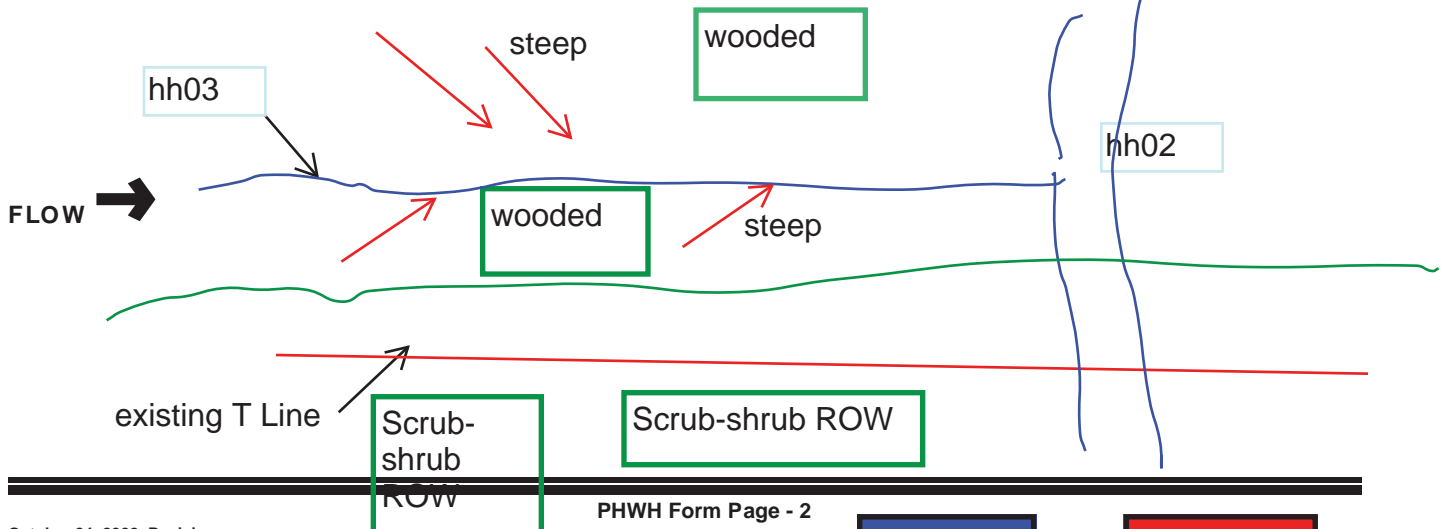 steep
wooded
hh03
hh02
FLOW
wooded
steep
existing T Line
Scrub-
shrub
ROW
Scrub-shrub ROW
PHWH Form Page - 2